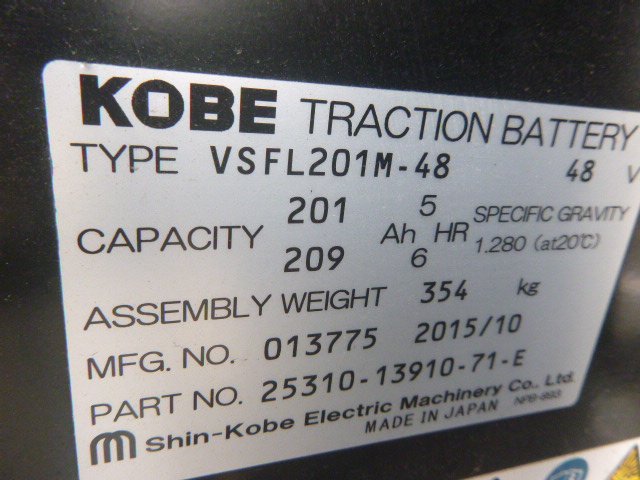 KOBE TRACTION BATTERY
TYPE VSFL201M-48 48 V
CAPACITY 201 Ah 5 HR SPECIFIC GRAVITY
209 6 1.280 (at20℃)
ASSEMBLY WEIGHT 354 kg
MFG. NO. 013775 2015/10
PART NO. 25310-13910-71-E
Shin-Kobe Electric Machinery Co., Ltd.
MADE IN JAPAN NPB-893